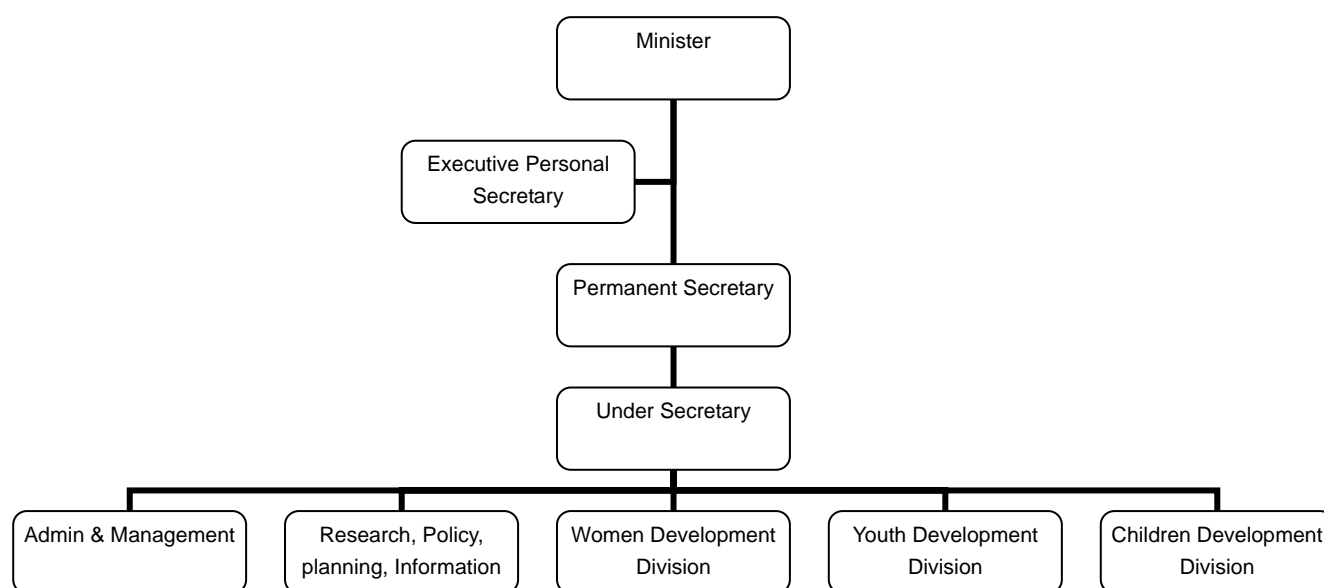 Minister
Executive Personal
Secretary
Permanent Secretary
Under Secretary
Admin & Management
Research, Policy,
planning, Information
Women Development
Division
Youth Development
Division
Children Development
Division